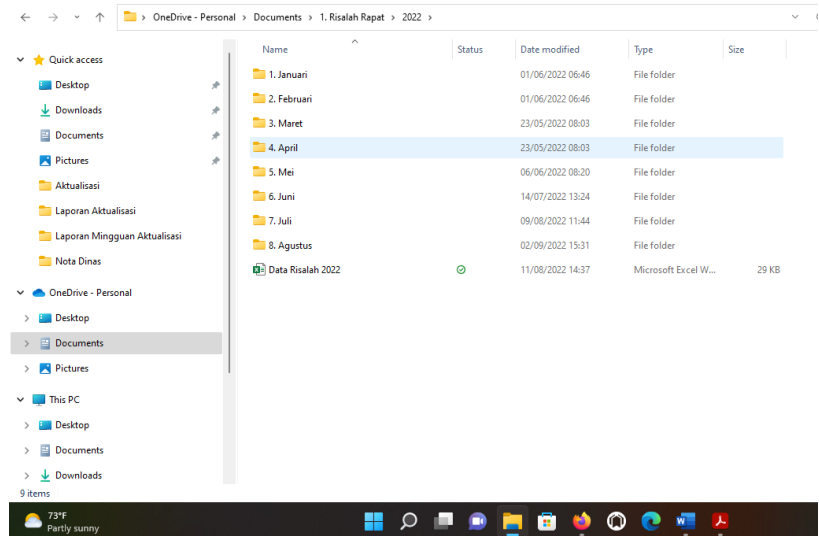 OneDrive - Personal > Documents > 1. Risalah Rapat > 2022 >
Name Status Date modified Type Size
Quick access
Desktop
Downloads
Documents
Pictures
Aktualisasi
Laporan Aktualisasi
Laporan Mingguan Aktualisasi
Nota Dinas
OneDrive - Personal
Desktop
Documents
Pictures
This PC
Desktop
Documents
Downloads
1. Januari 01/06/2022 06:46 File folder
2. Februari 01/06/2022 06:46 File folder
3. Maret 23/05/2022 08:03 File folder
4. April 23/05/2022 08:03 File folder
5. Mei 06/06/2022 08:20 File folder
6. Juni 14/07/2022 13:24 File folder
7. Juli 09/08/2022 11:44 File folder
8. Agustus 02/09/2022 15:31 File folder
Data Risalah 2022 11/08/2022 14:37 Microsoft Excel W... 29 KB
9 items
73°F
Partly sunny